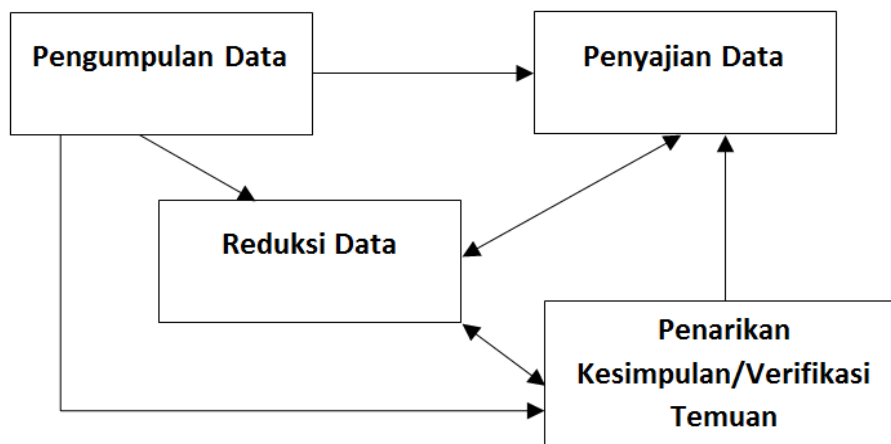 Pengumpulan Data
Penyajian Data
Reduksi Data
Penarikan
Kesimpulan/Verifikasi
Temuan